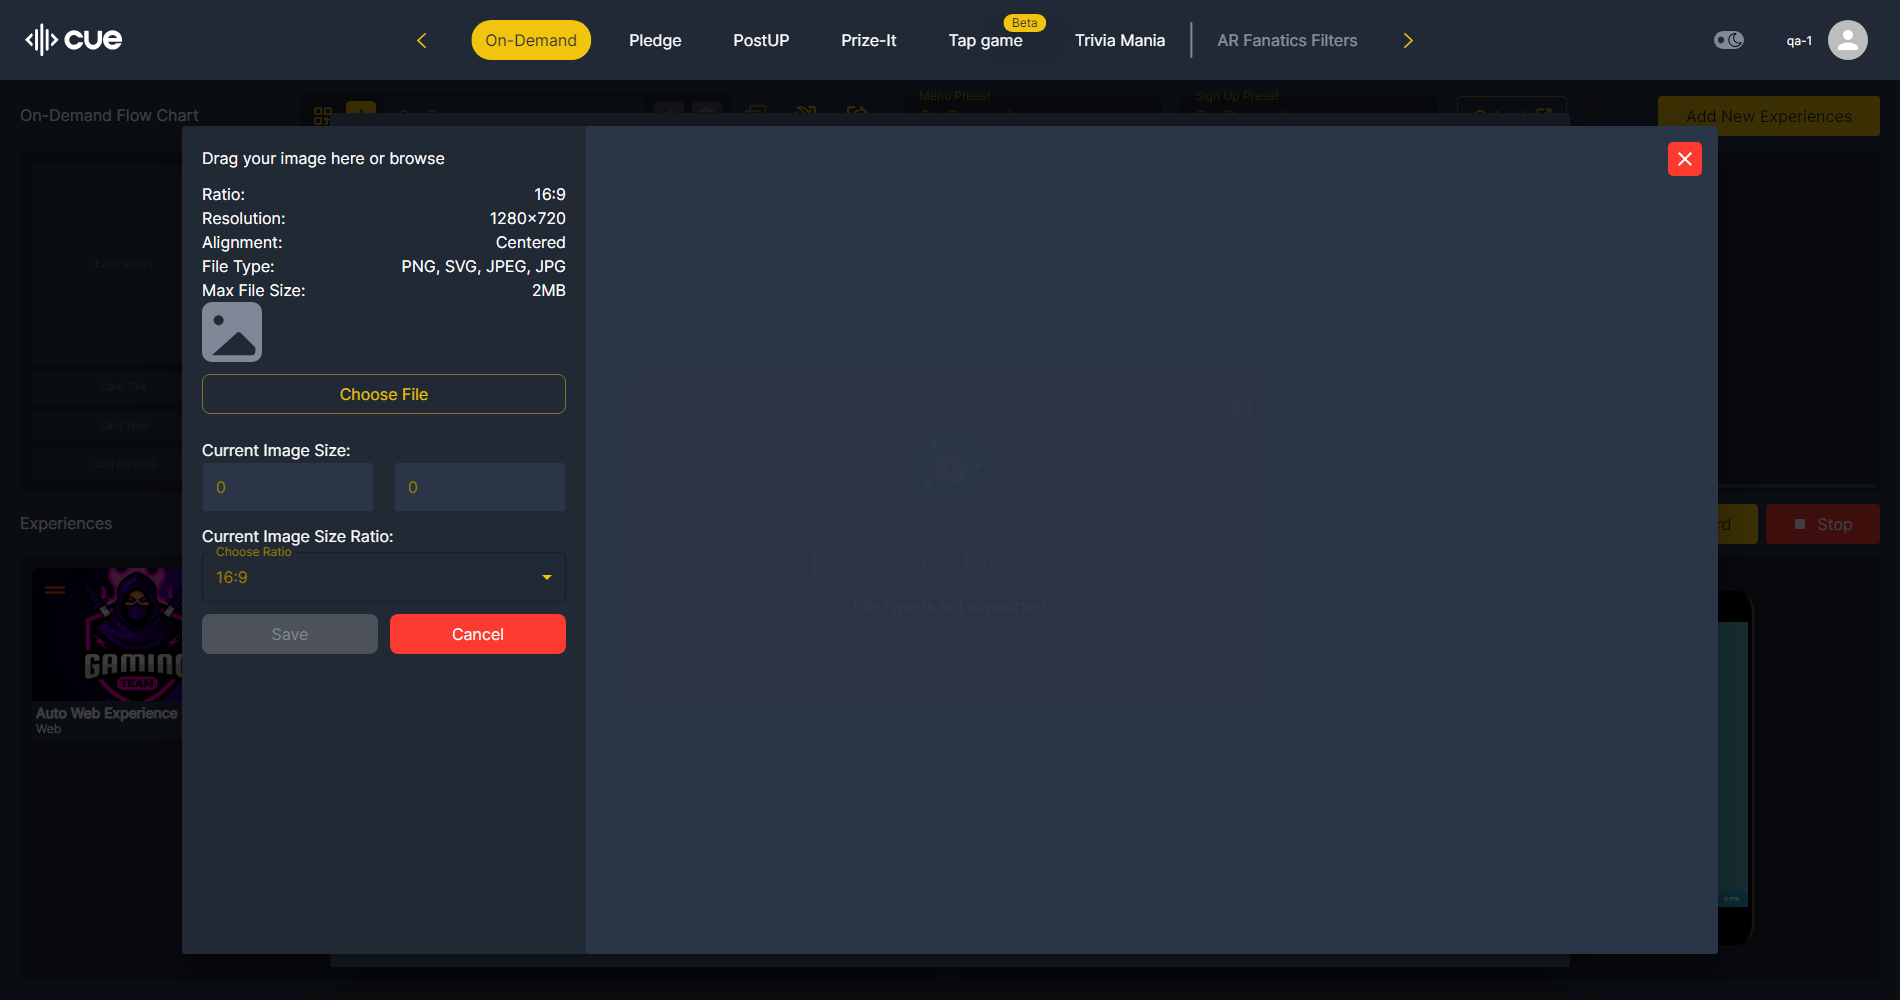 cue
On-Demand
Pledge
PostUP
Prize-It
Beta
Tap game
Trivia Mania
AR Fanatics Filters
qa-1
On-Demand Flow Chart
Menu Preset
Sign Up Preset
Add New Experiences
Drag your image here or browse
Ratio: 16:9
Resolution: 1280×720
Alignment: Centered
File Type: PNG, SVG, JPEG, JPG
Max File Size: 2MB
Choose File
Current Image Size:
0 0
Current Image Size Ratio:
Choose Ratio
16:9
Save Cancel
Experiences
Card Title
Card Type
Card Duration
Failed to Upload!
File type is not supported
Experiences
rd
Stop
GAMING
TEAM
Auto Web Experience
Web